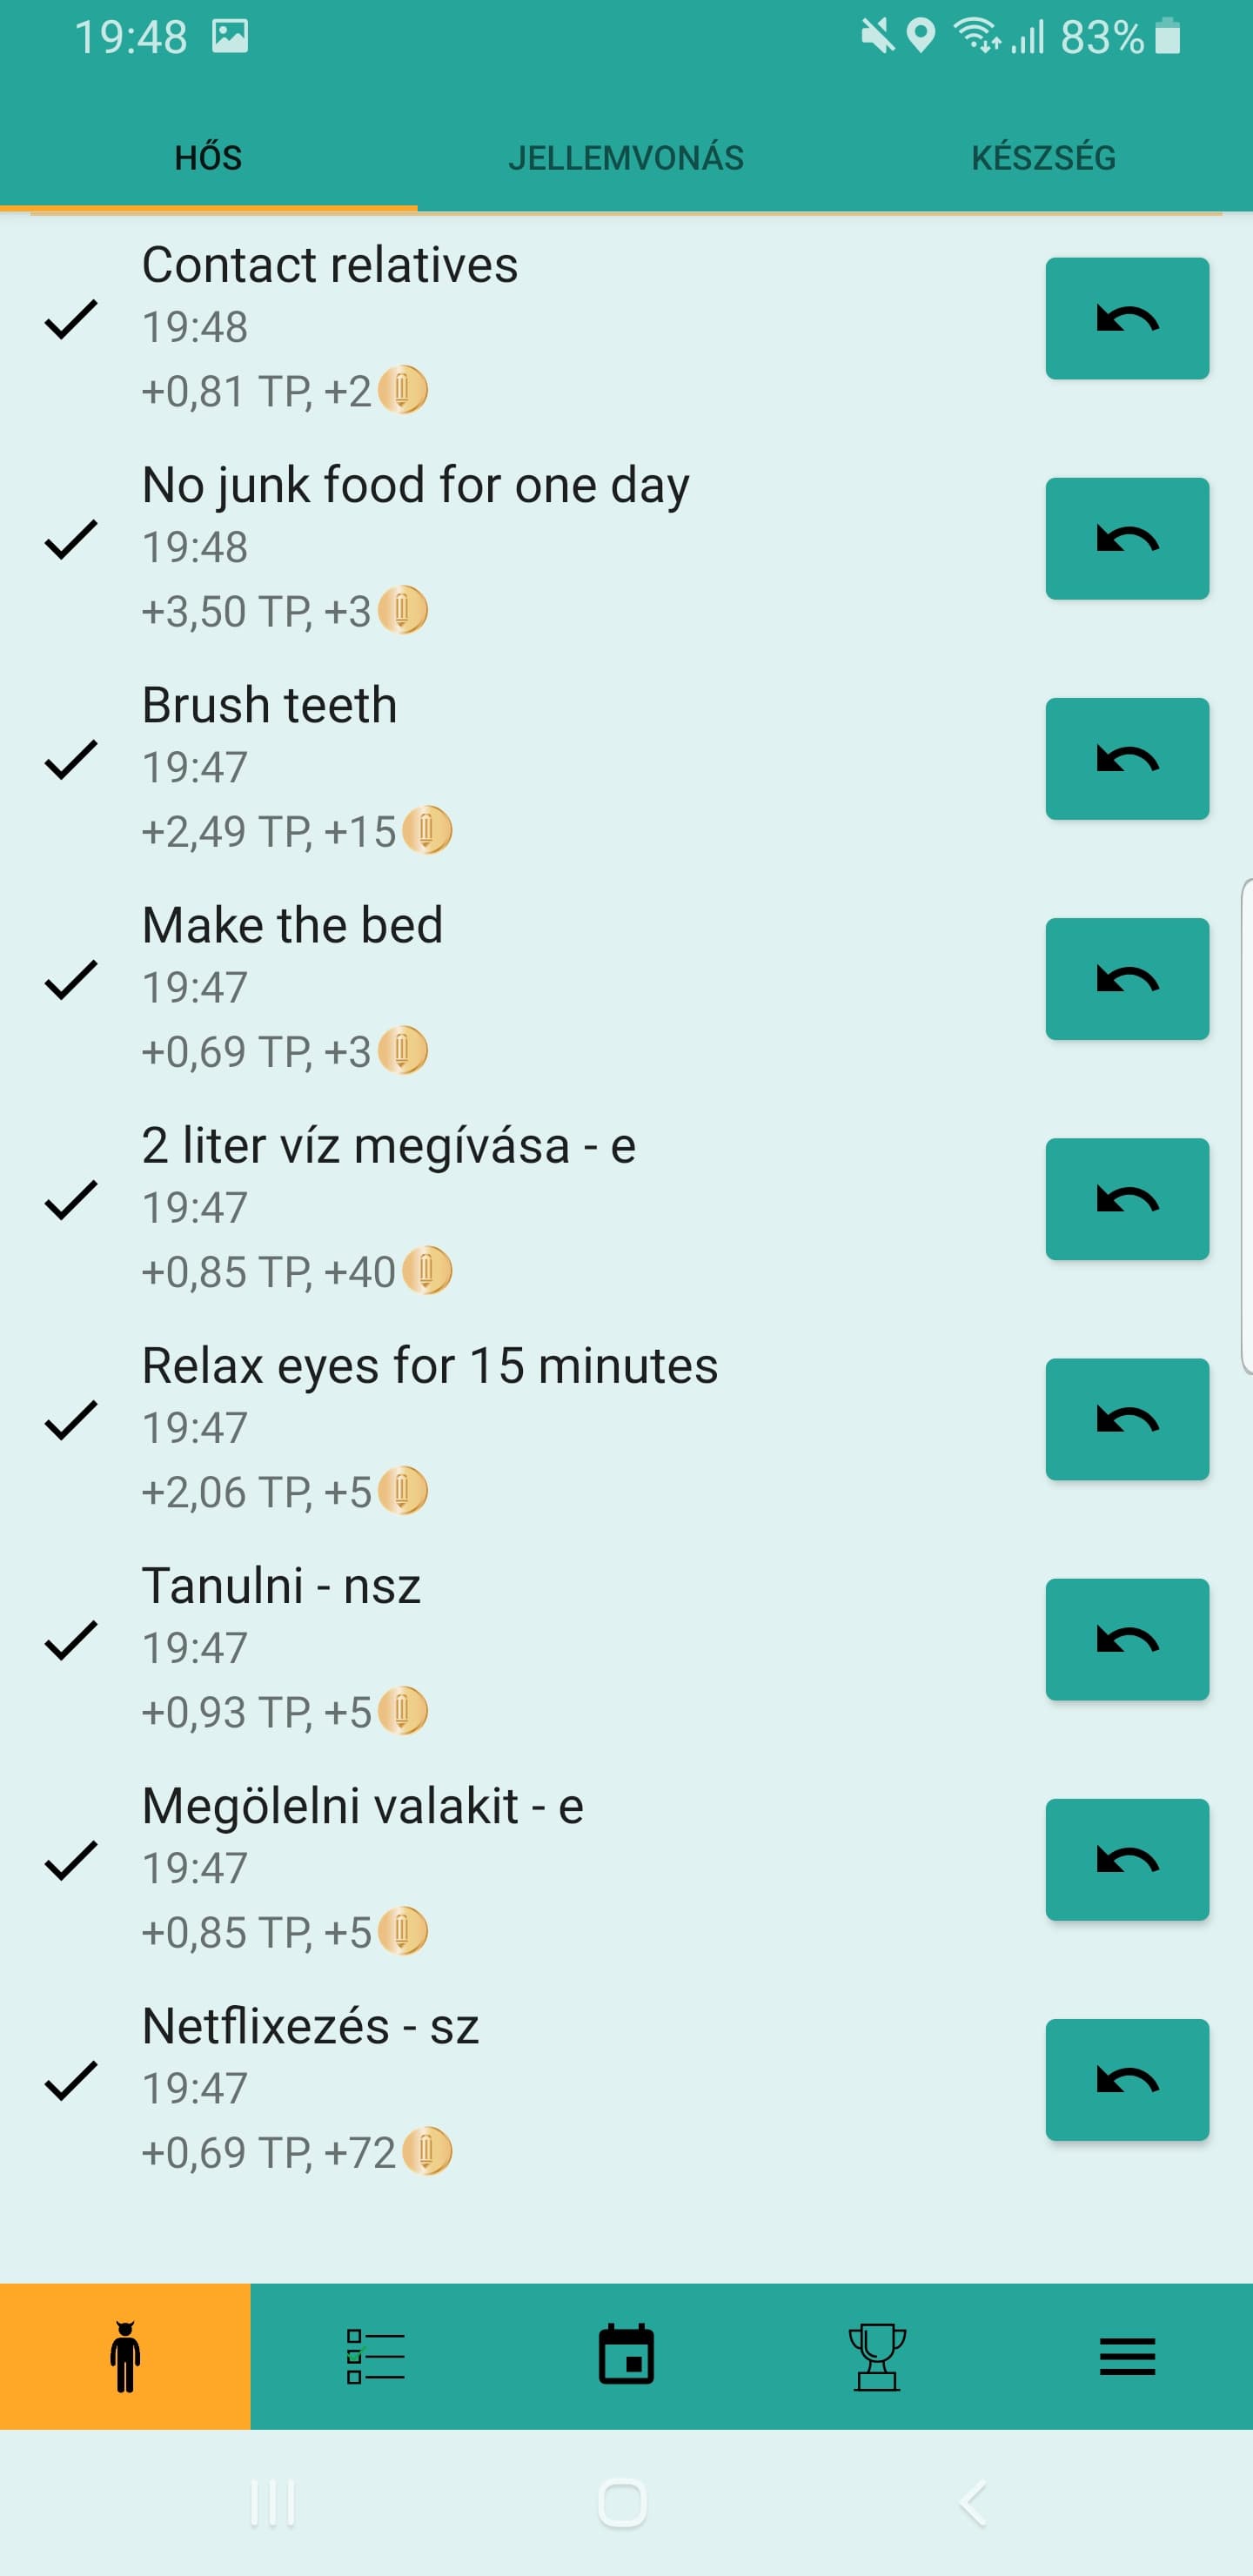 19:48
83%
HŐS
JELLEMVONÁS
KÉSZSÉG
Contact relatives
19:48
+0,81 TP, +2
No junk food for one day
19:48
+3,50 TP, +3
Brush teeth
19:47
+2,49 TP, +15
Make the bed
19:47
+0,69 TP, +3
2 liter víz megívása - e
19:47
+0,85 TP, +40
Relax eyes for 15 minutes
19:47
+2,06 TP, +5
Tanulni - nsz
19:47
+0,93 TP, +5
Megölelni valakit - e
19:47
+0,85 TP, +5
Netflixezés - sz
19:47
+0,69 TP, +72